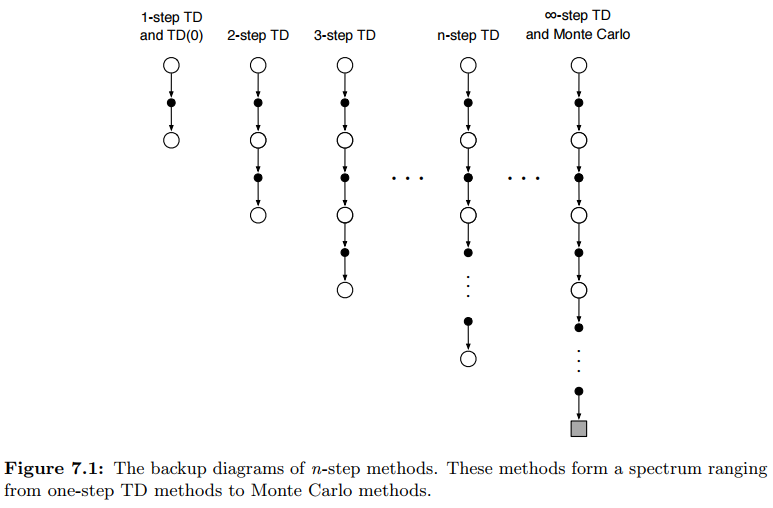 1-step TD
and TD(0)
2-step TD
3-step TD
n-step TD
∞-step TD
and Monte Carlo
Figure 7.1: The backup diagrams of n-step methods. These methods form a spectrum ranging
from one-step TD methods to Monte Carlo methods.